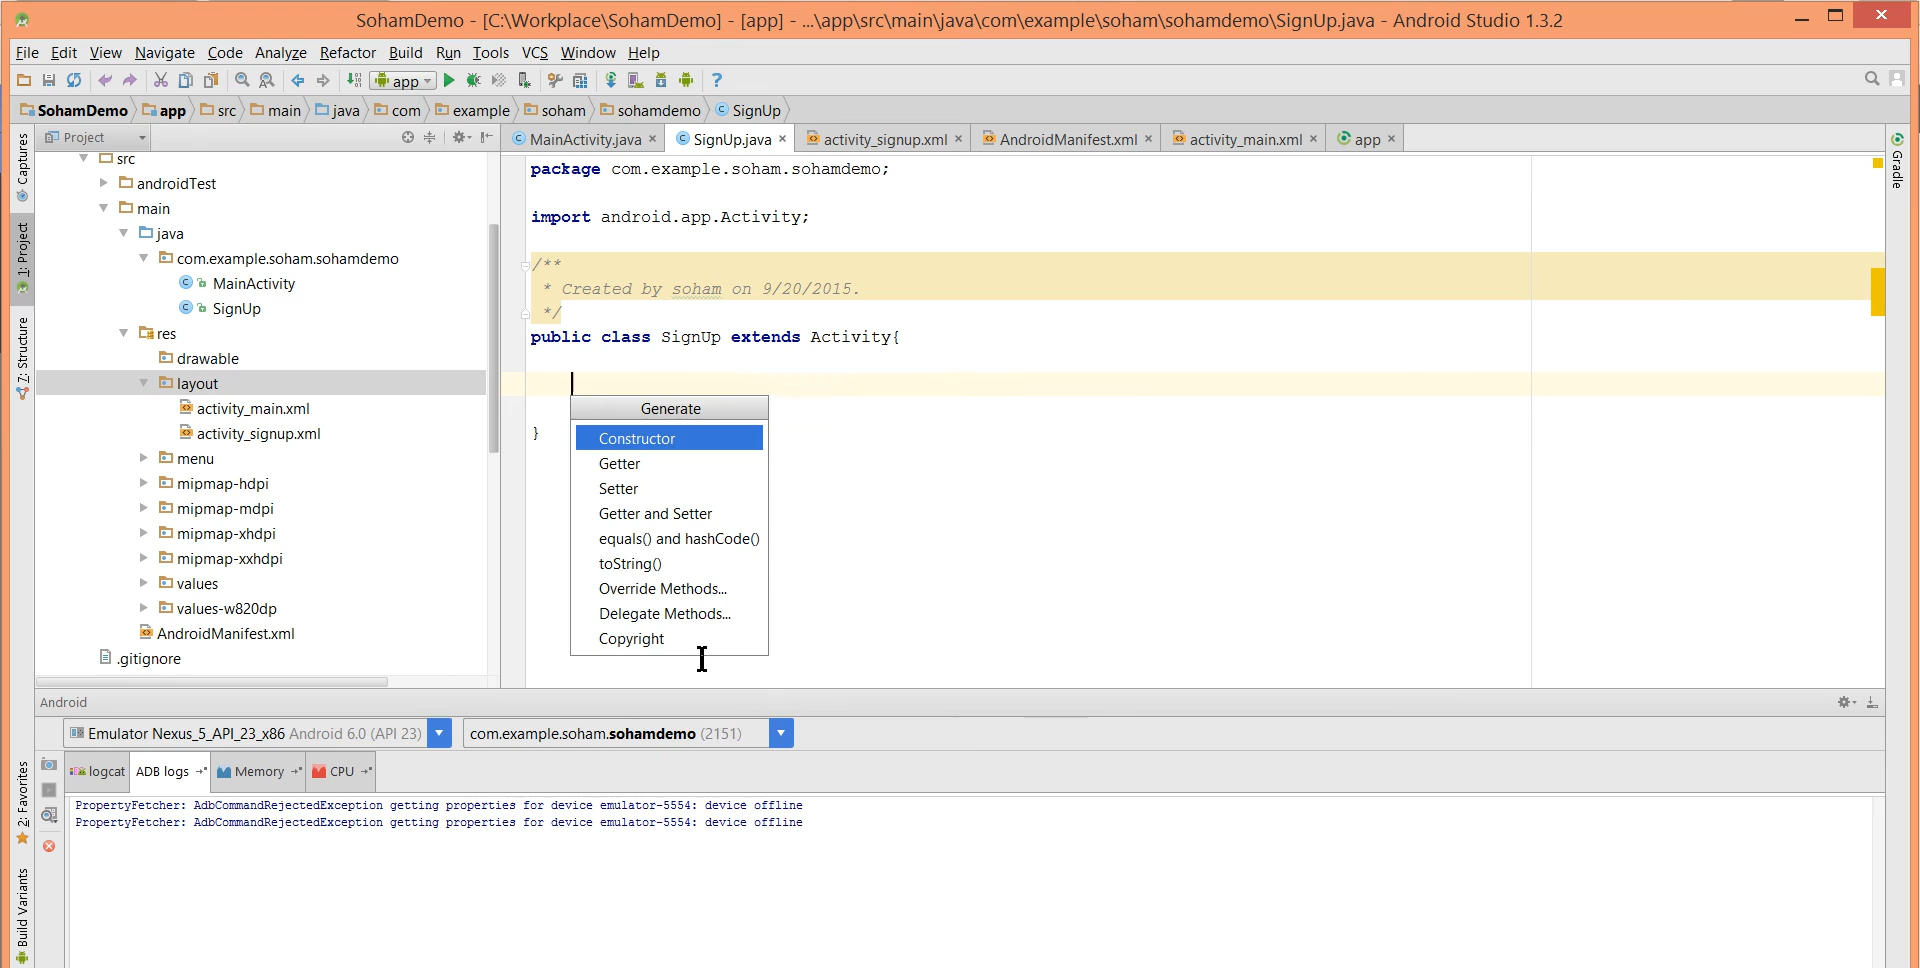 SohamDemo - [C:\Workplace\SohamDemo] - [app] - ...\app\src\main\java\com\example\soham\sohamdemo\SignUp.java - Android Studio 1.3.2
File Edit View Navigate Code Analyze Refactor Build Run Tools VCS Window Help
app
SohamDemo app src main java com example soham sohamdemo SignUp
Project
MainActivity.java SignUp.java activity_signup.xml AndroidManifest.xml activity_main.xml app
Captures
1: Project
7: Structure
2: Favorites
Build Variants
Gradle
src
androidTest
main
java
com.example.soham.sohamdemo
MainActivity
SignUp
res
drawable
layout
activity_main.xml
activity_signup.xml
menu
mipmap-hdpi
mipmap-mdpi
mipmap-xhdpi
mipmap-xxhdpi
values
values-w820dp
AndroidManifest.xml
.gitignore
package com.example.soham.sohamdemo;
import android.app.Activity;
/**
* Created by soham on 9/20/2015.
*/
public class SignUp extends Activity{
}
Generate
Constructor
Getter
Setter
Getter and Setter
equals() and hashCode()
toString()
Override Methods...
Delegate Methods...
Copyright
Android
Emulator Nexus_5_API_23_x86 Android 6.0 (API 23) com.example.soham.sohamdemo (2151)
logcat ADB logs Memory CPU
PropertyFetcher: AdbCommandRejectedException getting properties for device emulator-5554: device offline
PropertyFetcher: AdbCommandRejectedException getting properties for device emulator-5554: device offline